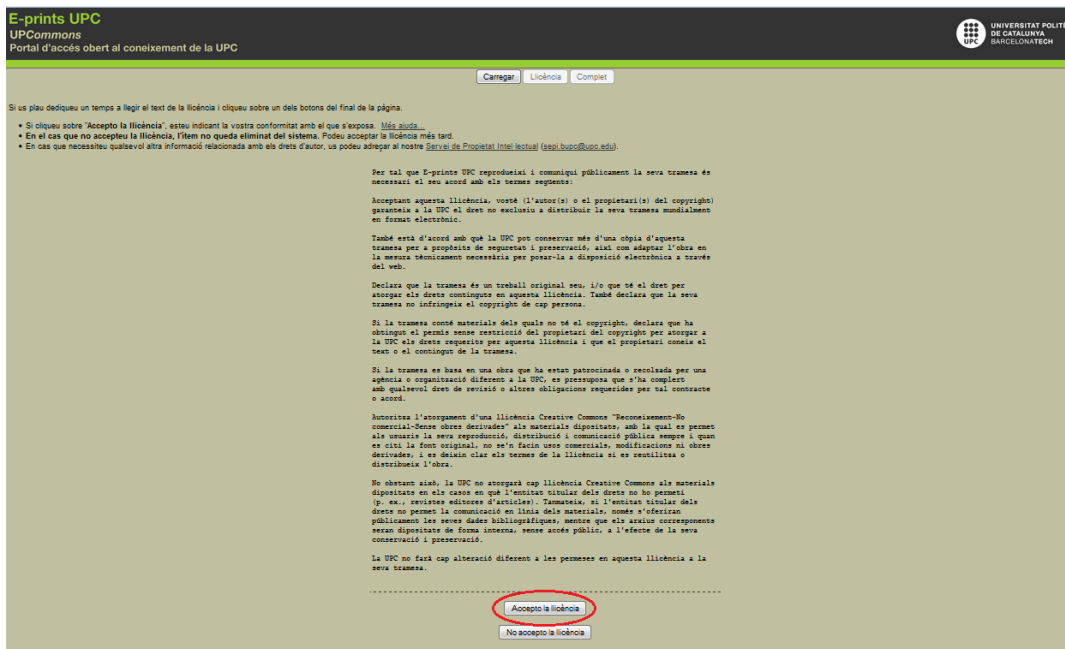 E-prints UPC
UPCommons
Portal d'accés obert al coneixement de la UPC
UPC
UNIVERSITAT POLITÈ
DE CATALUNYA
BARCELONATECH
Carregar Llicència Complet
Si us plau dediqueu un temps a llegir el text de la llicència i cliqueu sobre un dels botons del final de la pàgina.
• Si cliqueu sobre "Accepto la llicència", esteu indicant la vostra conformitat amb el que s'exposa. Més ajuda...
• En el cas que no accepteu la llicència, l'ítem no queda eliminat del sistema. Podeu acceptar la llicència més tard.
• En cas que necessiteu qualsevol altra informació relacionada amb els drets d'autor, us podeu adreçar al nostre Servei de Propietat Intel·lectual (sepi.bupc@upc.edu).
Per tal que E-prints UPC reprodueixi i comuniqui públicament la seva tramesa és
necessari el seu acord amb els termes següents:
Acceptant aquesta llicència, vostè (l'autor(s) o el propietari(s) del copyright)
garanteix a la UPC el dret no exclusiu a distribuir la seva tramesa mundialment
en format electrònic.
També està d'acord amb què la UPC pot conservar més d'una còpia d'aquesta
tramesa per a propòsits de seguretat i preservació, així com adaptar l'obra en
la mesura tècnicament necessària per posar-la a disposició electrònica a través
del web.
Declara que la tramesa és un treball original seu, i/o que té el dret per
atorgar els drets continguts en aquesta llicència. També declara que la seva
tramesa no infringeix el copyright de cap persona.
Si la tramesa conté materials dels quals no té el copyright, declara que ha
obtingut el permís sense restricció del propietari del copyright per atorgar a
la UPC els drets requerits per aquesta llicència i que el propietari coneix el
text o el contingut de la tramesa.
Si la tramesa es basa en una obra que ha estat patrocinada o recolzada per una
agència o organització diferent a la UPC, es pressuposa que s'ha complert
amb qualsevol dret de revisió o altres obligacions requerides per tal contracte
o acord.
Autoritza l'atorgament d'una llicència Creative Commons "Reconeixement-No
comercial-Sense obres derivades" als materials dipositats, amb la qual es permet
als usuaris la seva reproducció, distribució i comunicació pública sempre i quan
es citi la font original, no se'n facin usos comercials, modificacions ni obres
derivades, i es deixin clar els termes de la llicència si es reutilitza o
distribueix l'obra.
No obstant això, la UPC no atorgarà cap llicència Creative Commons als materials
dipositats en els casos en què l'entitat titular dels drets no ho permeti
(p. ex., revistes editores d'articles). Tanmateix, si l'entitat titular dels
drets no permet la comunicació en línia dels materials, només s'oferiran
públicament les seves dades bibliogràfiques, mentre que els arxius corresponents
seran dipositats de forma interna, sense accés públic, a l'efecte de la seva
conservació i preservació.
La UPC no farà cap alteració diferent a les permeses en aquesta llicència a la
seva tramesa.
Accepto la llicència
No accepto la llicència